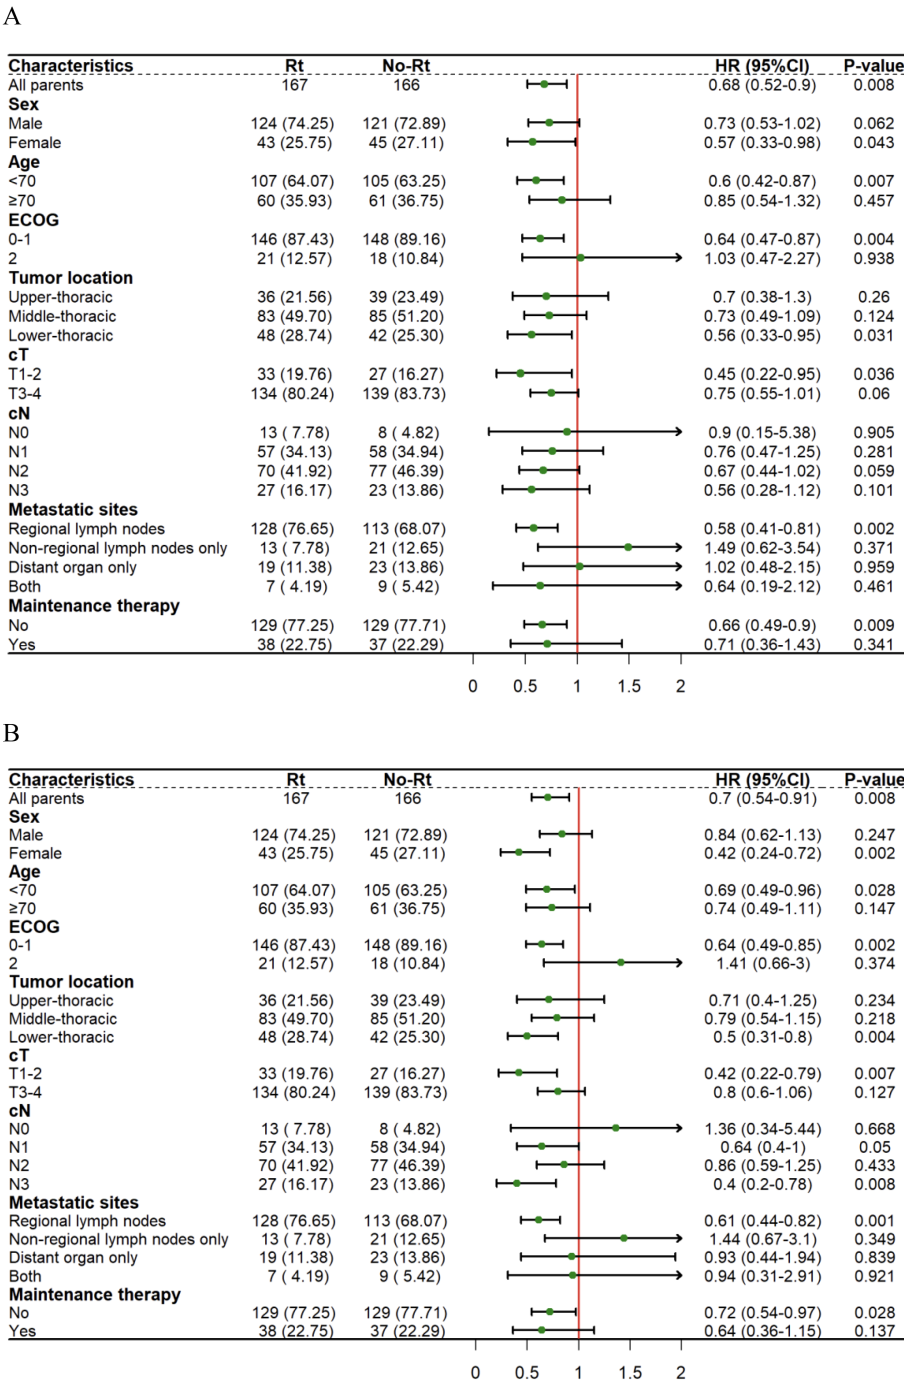 A
Characteristics Rt No-Rt HR (95%CI) P-value
All parents 167 166 0.68 (0.52-0.9) 0.008
Sex
Male 124 (74.25) 121 (72.89) 0.73 (0.53-1.02) 0.062
Female 43 (25.75) 45 (27.11) 0.57 (0.33-0.98) 0.043
Age
<70 107 (64.07) 105 (63.25) 0.6 (0.42-0.87) 0.007
≥70 60 (35.93) 61 (36.75) 0.85 (0.54-1.32) 0.457
ECOG
0-1 146 (87.43) 148 (89.16) 0.64 (0.47-0.87) 0.004
2 21 (12.57) 18 (10.84) 1.03 (0.47-2.27) 0.938
Tumor location
Upper-thoracic 36 (21.56) 39 (23.49) 0.7 (0.38-1.3) 0.26
Middle-thoracic 83 (49.70) 85 (51.20) 0.73 (0.49-1.09) 0.124
Lower-thoracic 48 (28.74) 42 (25.30) 0.56 (0.33-0.95) 0.031
cT
T1-2 33 (19.76) 27 (16.27) 0.45 (0.22-0.95) 0.036
T3-4 134 (80.24) 139 (83.73) 0.75 (0.55-1.01) 0.06
cN
N0 13 ( 7.78) 8 ( 4.82) 0.9 (0.15-5.38) 0.905
N1 57 (34.13) 58 (34.94) 0.76 (0.47-1.25) 0.281
N2 70 (41.92) 77 (46.39) 0.67 (0.44-1.02) 0.059
N3 27 (16.17) 23 (13.86) 0.56 (0.28-1.12) 0.101
Metastatic sites
Regional lymph nodes 128 (76.65) 113 (68.07) 0.58 (0.41-0.81) 0.002
Non-regional lymph nodes only 13 ( 7.78) 21 (12.65) 1.49 (0.62-3.54) 0.371
Distant organ only 19 (11.38) 23 (13.86) 1.02 (0.48-2.15) 0.959
Both 7 ( 4.19) 9 ( 5.42) 0.64 (0.19-2.12) 0.461
Maintenance therapy
No 129 (77.25) 129 (77.71) 0.66 (0.49-0.9) 0.009
Yes 38 (22.75) 37 (22.29) 0.71 (0.36-1.43) 0.341
0 0.5 1 1.5 2
B
Characteristics Rt No-Rt HR (95%CI) P-value
All parents 167 166 0.7 (0.54-0.91) 0.008
Sex
Male 124 (74.25) 121 (72.89) 0.84 (0.62-1.13) 0.247
Female 43 (25.75) 45 (27.11) 0.42 (0.24-0.72) 0.002
Age
<70 107 (64.07) 105 (63.25) 0.69 (0.49-0.96) 0.028
≥70 60 (35.93) 61 (36.75) 0.74 (0.49-1.11) 0.147
ECOG
0-1 146 (87.43) 148 (89.16) 0.64 (0.49-0.85) 0.002
2 21 (12.57) 18 (10.84) 1.41 (0.66-3) 0.374
Tumor location
Upper-thoracic 36 (21.56) 39 (23.49) 0.71 (0.4-1.25) 0.234
Middle-thoracic 83 (49.70) 85 (51.20) 0.79 (0.54-1.15) 0.218
Lower-thoracic 48 (28.74) 42 (25.30) 0.5 (0.31-0.8) 0.004
cT
T1-2 33 (19.76) 27 (16.27) 0.42 (0.22-0.79) 0.007
T3-4 134 (80.24) 139 (83.73) 0.8 (0.6-1.06) 0.127
cN
N0 13 ( 7.78) 8 ( 4.82) 1.36 (0.34-5.44) 0.668
N1 57 (34.13) 58 (34.94) 0.64 (0.4-1) 0.05
N2 70 (41.92) 77 (46.39) 0.86 (0.59-1.25) 0.433
N3 27 (16.17) 23 (13.86) 0.4 (0.2-0.78) 0.008
Metastatic sites
Regional lymph nodes 128 (76.65) 113 (68.07) 0.61 (0.44-0.82) 0.001
Non-regional lymph nodes only 13 ( 7.78) 21 (12.65) 1.44 (0.67-3.1) 0.349
Distant organ only 19 (11.38) 23 (13.86) 0.93 (0.44-1.94) 0.839
Both 7 ( 4.19) 9 ( 5.42) 0.94 (0.31-2.91) 0.921
Maintenance therapy
No 129 (77.25) 129 (77.71) 0.72 (0.54-0.97) 0.028
Yes 38 (22.75) 37 (22.29) 0.64 (0.36-1.15) 0.137
0 0.5 1 1.5 2